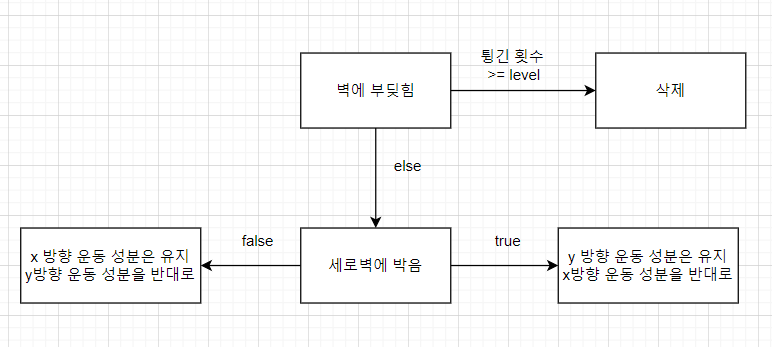 튕긴 횟수
>= level
벽에 부딪힘
삭제
else
false
true
x 방향 운동 성분은 유지
y방향 운동 성분을 반대로
세로벽에 박음
y 방향 운동 성분은 유지
x방향 운동 성분을 반대로